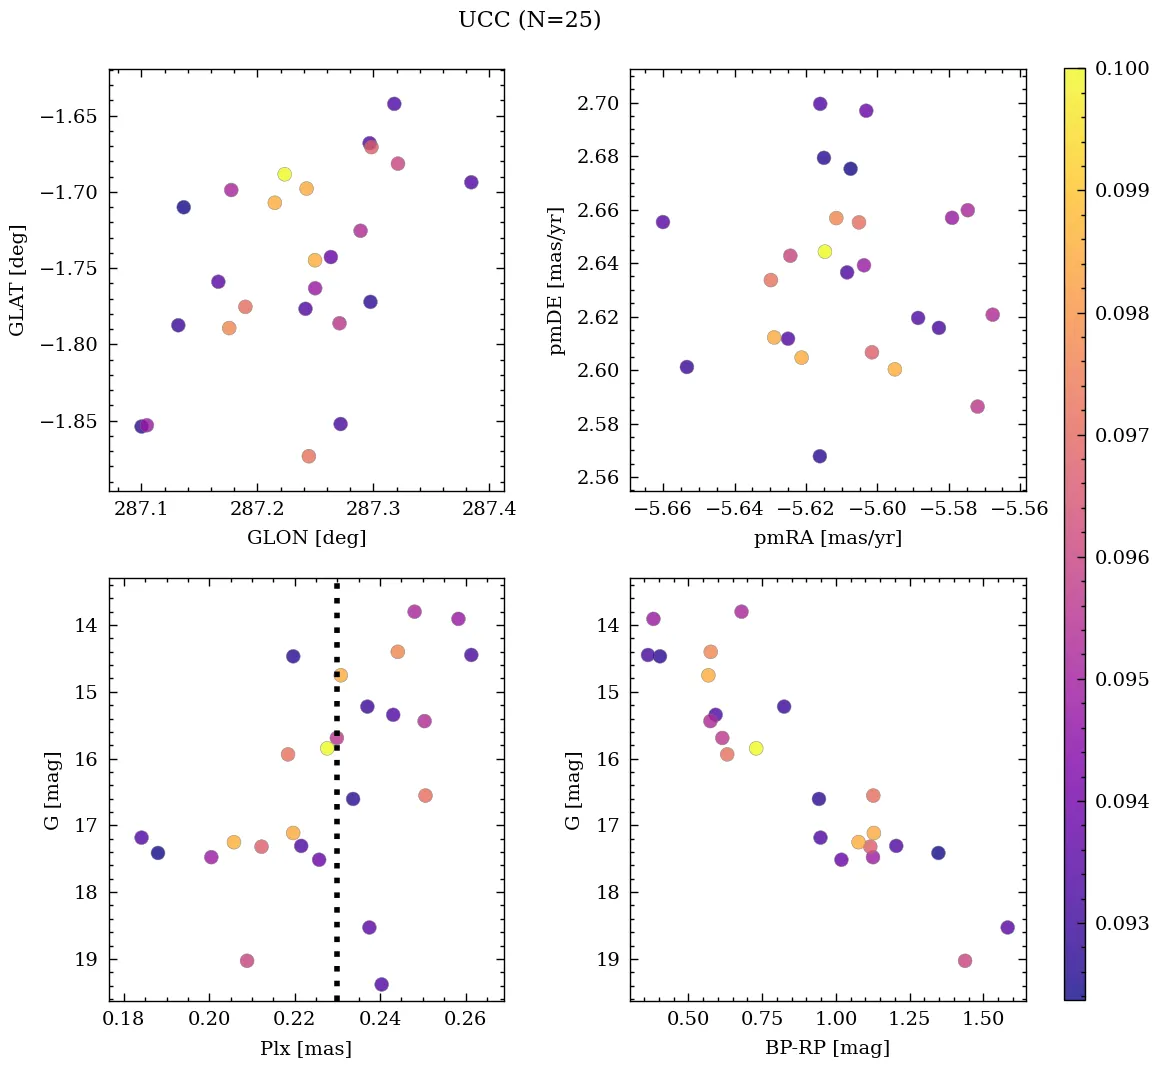 UCC (N=25)
−1.65
−1.70
−1.75
−1.80
−1.85
GLAT [deg]
287.1 287.2 287.3 287.4
GLON [deg]
2.70
2.68
2.66
2.64
2.62
2.60
2.58
2.56
pmDE [mas/yr]
−5.66 −5.64 −5.62 −5.60 −5.58 −5.56
pmRA [mas/yr]
14
15
16
17
18
19
G [mag]
0.18 0.20 0.22 0.24 0.26
Plx [mas]
14
15
16
17
18
19
G [mag]
0.50 0.75 1.00 1.25 1.50
BP-RP [mag]
0.100
0.099
0.098
0.097
0.096
0.095
0.094
0.093